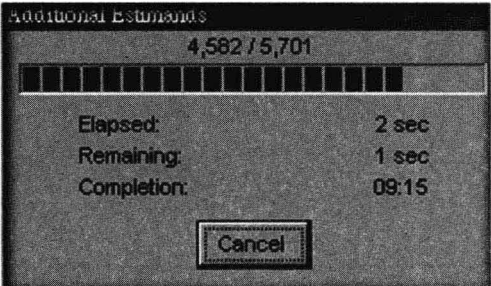 Additional Estimands
4,582 / 5,701
Elapsed: 2 sec
Remaining: 1 sec
Completion: 09:15
Cancel